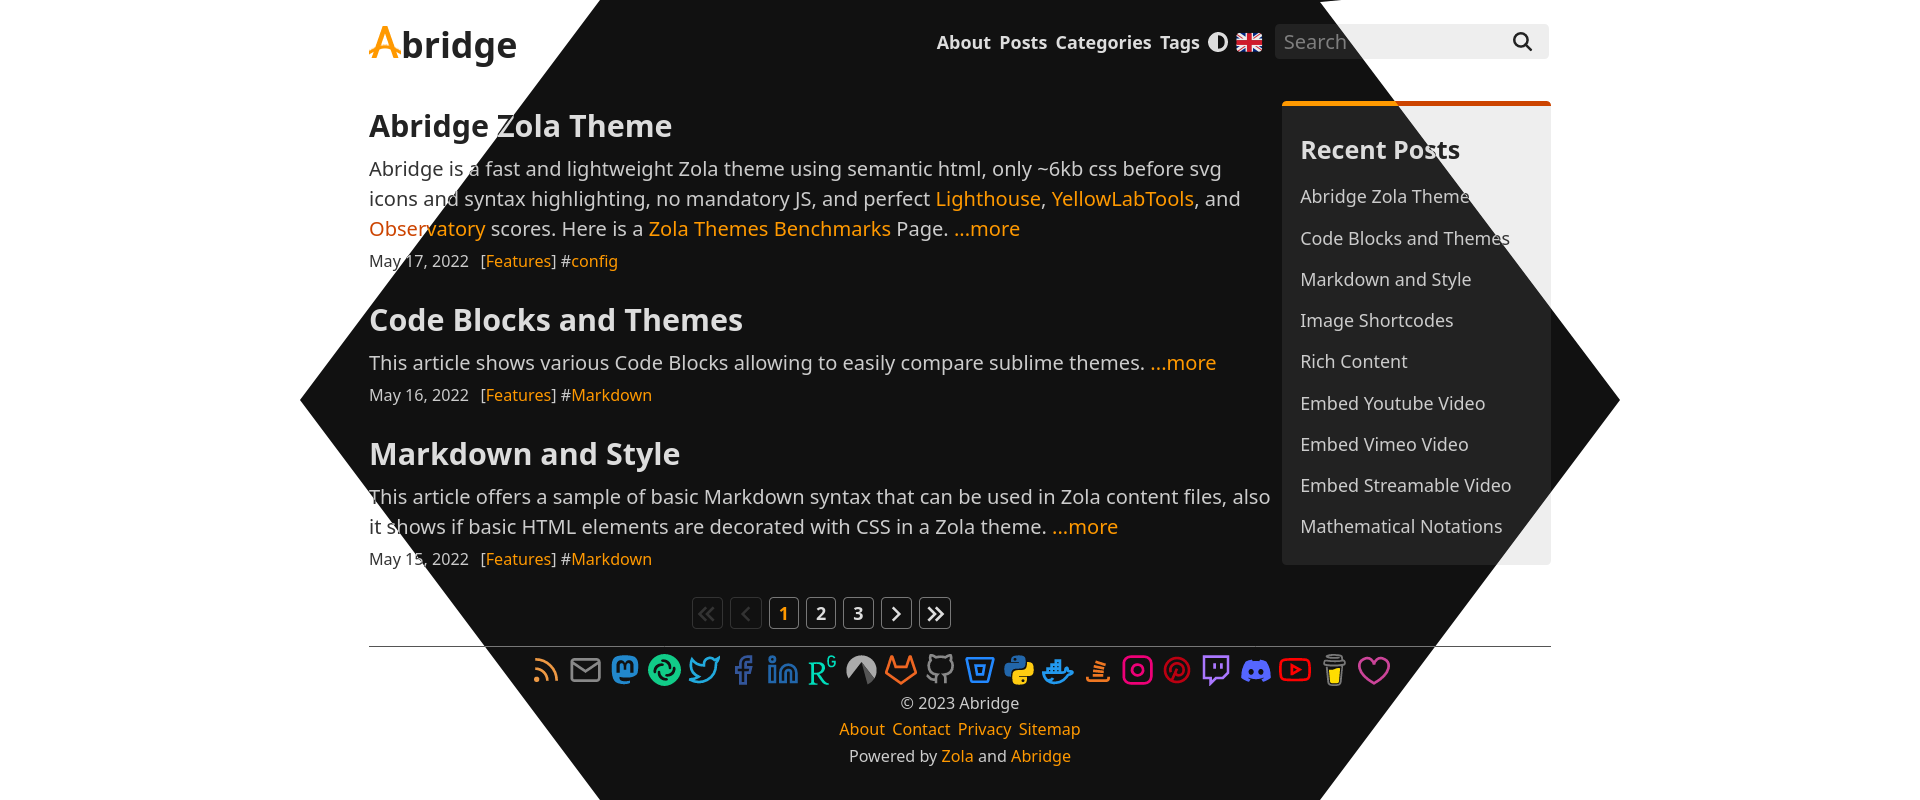 Abridge
About Posts Categories Tags
Search
Abridge Zola Theme
Abridge is a fast and lightweight Zola theme using semantic html, only ~6kb css before svg
icons and syntax highlighting, no mandatory JS, and perfect Lighthouse, YellowLabTools, and
Observatory scores. Here is a Zola Themes Benchmarks Page. ...more
May 17, 2022 [Features] #config
Code Blocks and Themes
This article shows various Code Blocks allowing to easily compare sublime themes. ...more
May 16, 2022 [Features] #Markdown
Markdown and Style
This article offers a sample of basic Markdown syntax that can be used in Zola content files, also
it shows if basic HTML elements are decorated with CSS in a Zola theme. ...more
May 15, 2022 [Features] #Markdown
1 2 3
Recent Posts
Abridge Zola Theme
Code Blocks and Themes
Markdown and Style
Image Shortcodes
Rich Content
Embed Youtube Video
Embed Vimeo Video
Embed Streamable Video
Mathematical Notations
© 2023 Abridge
About Contact Privacy Sitemap
Powered by Zola and Abridge